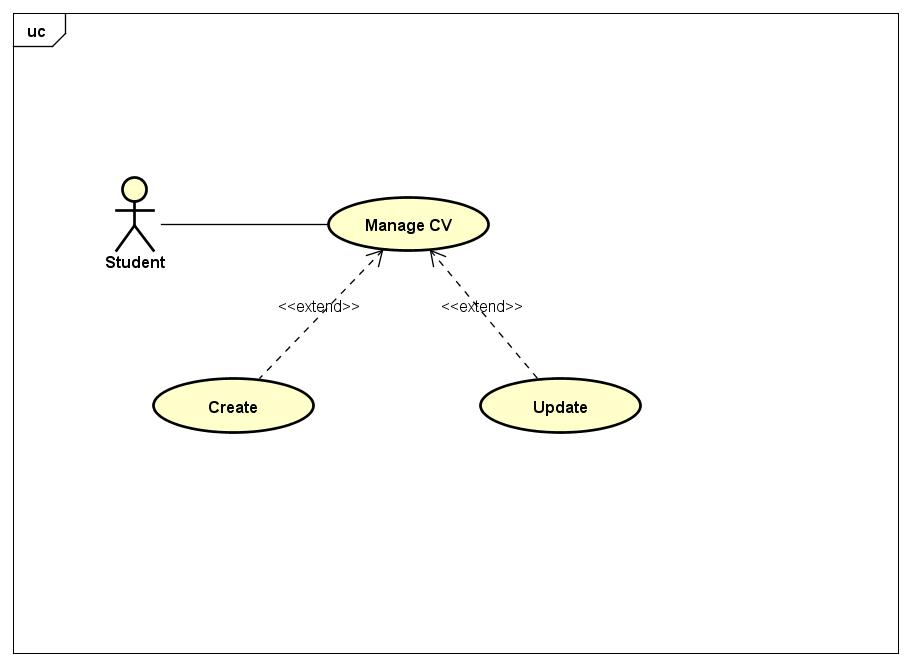 uc
Student
Manage CV
<<extend>>
<<extend>>
Create
Update